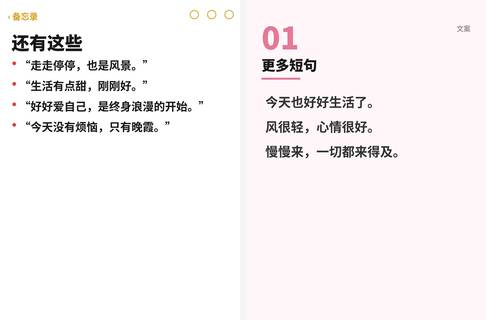 ‹备忘录
还有这些
• “走走停停，也是风景。”
• “生活有点甜，刚刚好。”
• “好好爱自己，是终身浪漫的开始。”
• “今天没有烦恼，只有晚霞。”
文案
01
更多短句
今天也好好生活了。
风很轻，心情很好。
慢慢来，一切都来得及。